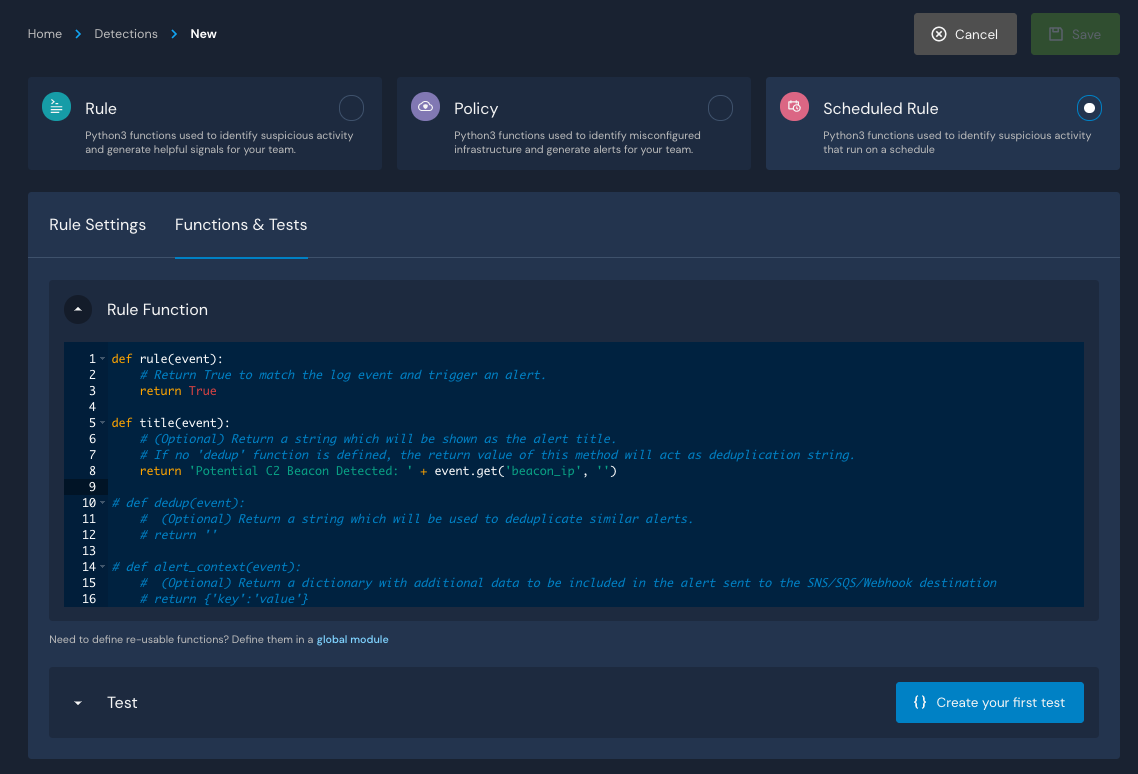 Home > Detections > New
Cancel
Save
Rule
Python3 functions used to identify suspicious activity
and generate helpful signals for your team.
Policy
Python3 functions used to identify misconfigured
infrastructure and generate alerts for your team.
Scheduled Rule
Python3 functions used to identify suspicious activity
that run on a schedule
Rule Settings
Functions & Tests
Rule Function
1 def rule(event):
2     # Return True to match the log event and trigger an alert.
3     return True
4
5 def title(event):
6     # (Optional) Return a string which will be shown as the alert title.
7     # If no 'dedup' function is defined, the return value of this method will act as deduplication string.
8     return 'Potential C2 Beacon Detected: ' + event.get('beacon_ip', '')
9
10 # def dedup(event):
11     #  (Optional) Return a string which will be used to deduplicate similar alerts.
12     # return ''
13
14 # def alert_context(event):
15     #  (Optional) Return a dictionary with additional data to be included in the alert sent to the SNS/SQS/Webhook destination
16     # return {'key':'value'}
Need to define re-usable functions? Define them in a global module
Test
{} Create your first test